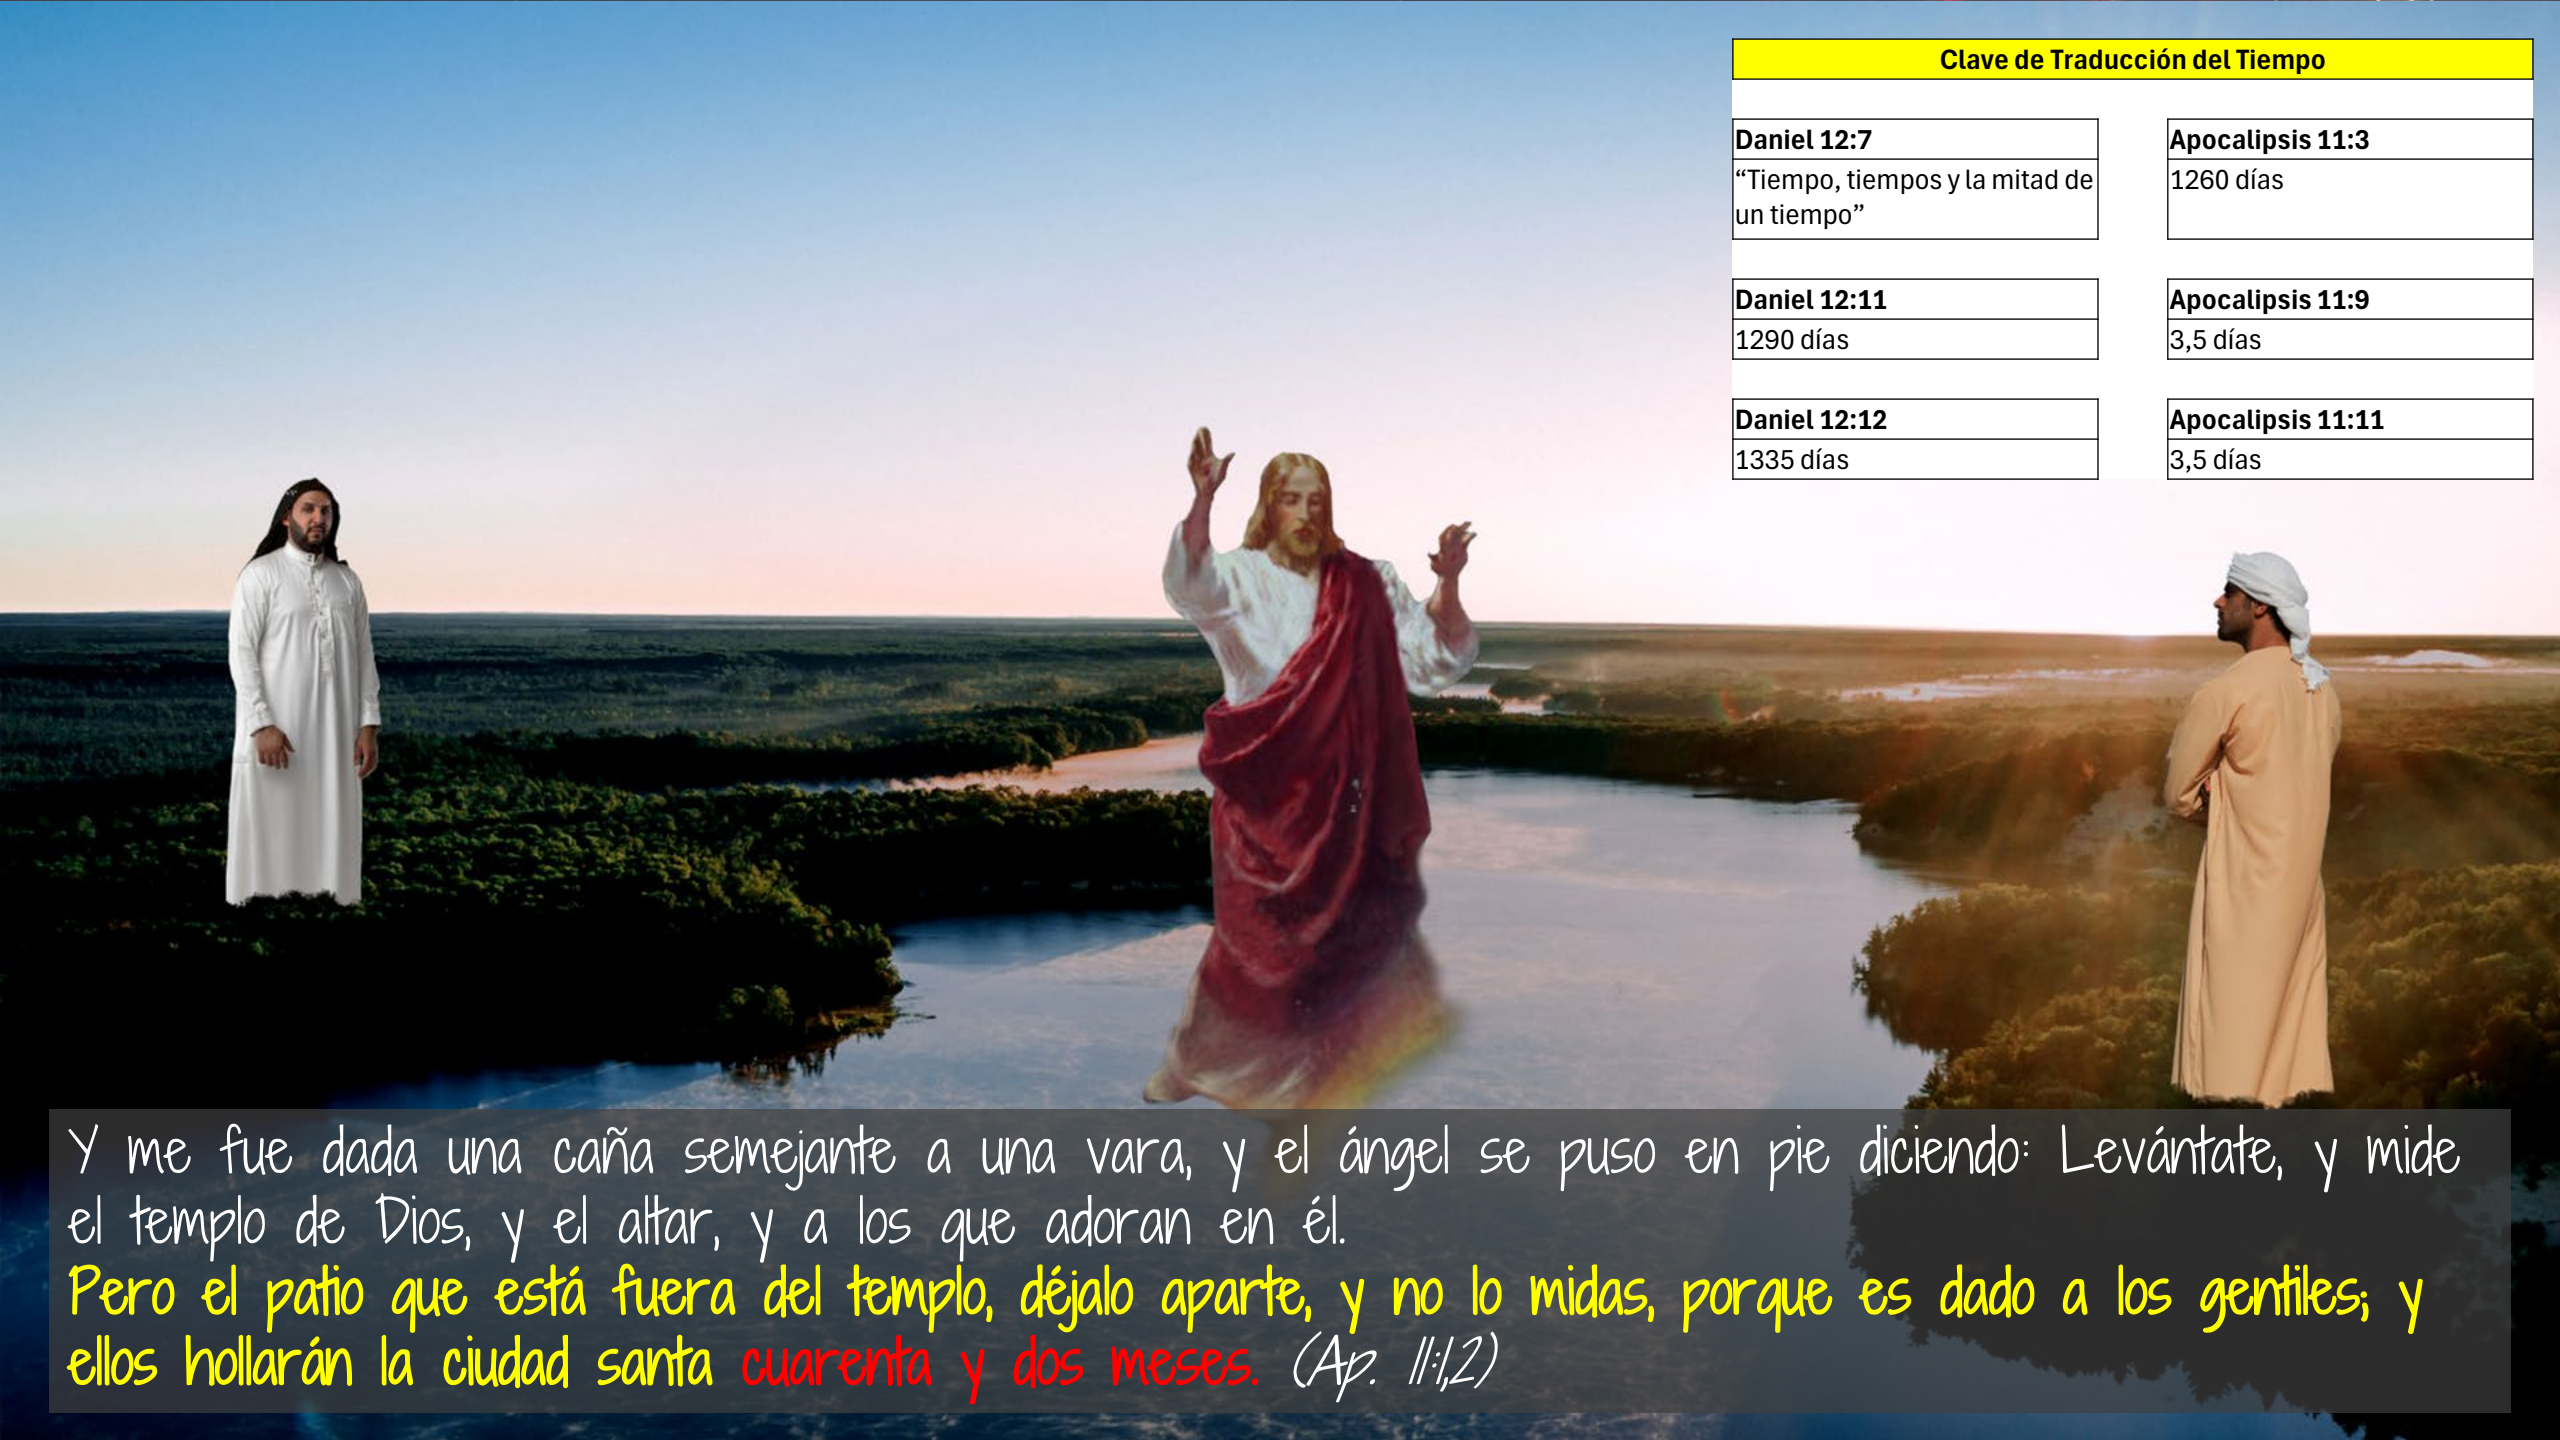 Clave de Traducción del Tiempo
Daniel 12:7
“Tiempo, tiempos y la mitad de
un tiempo”
Apocalipsis 11:3
1260 días
Daniel 12:11
1290 días
Apocalipsis 11:9
3,5 días
Daniel 12:12
1335 días
Apocalipsis 11:11
3,5 días
Y me fue dada una caña semejante a una vara, y el ángel se puso en pie diciendo: Levántate, y mide
el templo de Dios, y el altar, y a los que adoran en él.
Pero el patio que está fuera del templo, déjalo aparte, y no lo midas, porque es dado a los gentiles; y
ellos hollarán la ciudad santa cuarenta y dos meses. (Ap. 11:1,2)